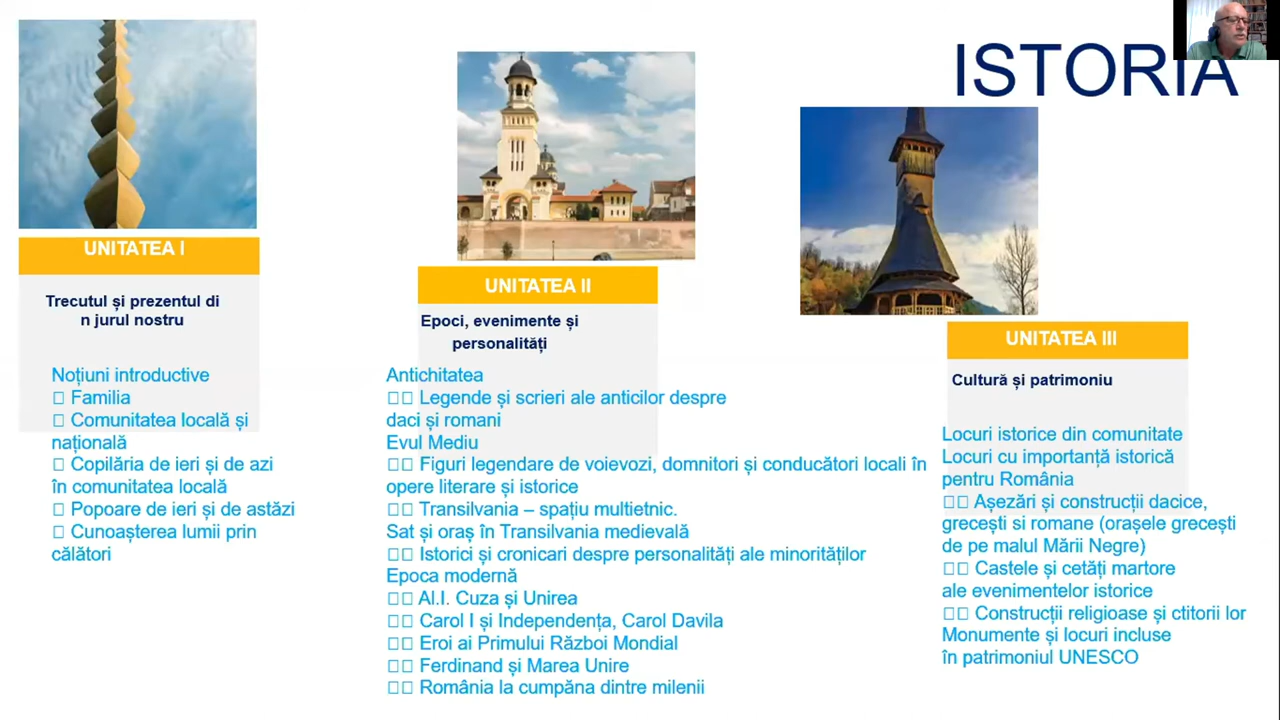 ISTORIA
UNITATEA I
Trecutul și prezentul di
n jurul nostru
Noțiuni introductive
Familia
Comunitatea locală și
națională
Copilăria de ieri și de azi
în comunitatea locală
Popoare de ieri și de astăzi
Cunoașterea lumii prin
călători
UNITATEA II
Epoci, evenimente și
personalități
Antichitatea
Legende și scrieri ale anticilor despre
daci și romani
Evul Mediu
Figuri legendare de voievozi, domnitori și conducători locali în
opere literare și istorice
Transilvania – spațiu multietnic.
Sat și oraș în Transilvania medievală
Istorici și cronicari despre personalități ale minorităților
Epoca modernă
Al.I. Cuza și Unirea
Carol I și Independența, Carol Davila
Eroi ai Primului Război Mondial
Ferdinand și Marea Unire
România la cumpăna dintre milenii
UNITATEA III
Cultură și patrimoniu
Locuri istorice din comunitate
Locuri cu importanță istorică
pentru România
Așezări și construcții dacice,
grecești si romane (orașele grecești
de pe malul Mării Negre)
Castele și cetăți martore
ale evenimentelor istorice
Construcții religioase și ctitorii lor
Monumente și locuri incluse
în patrimoniul UNESCO